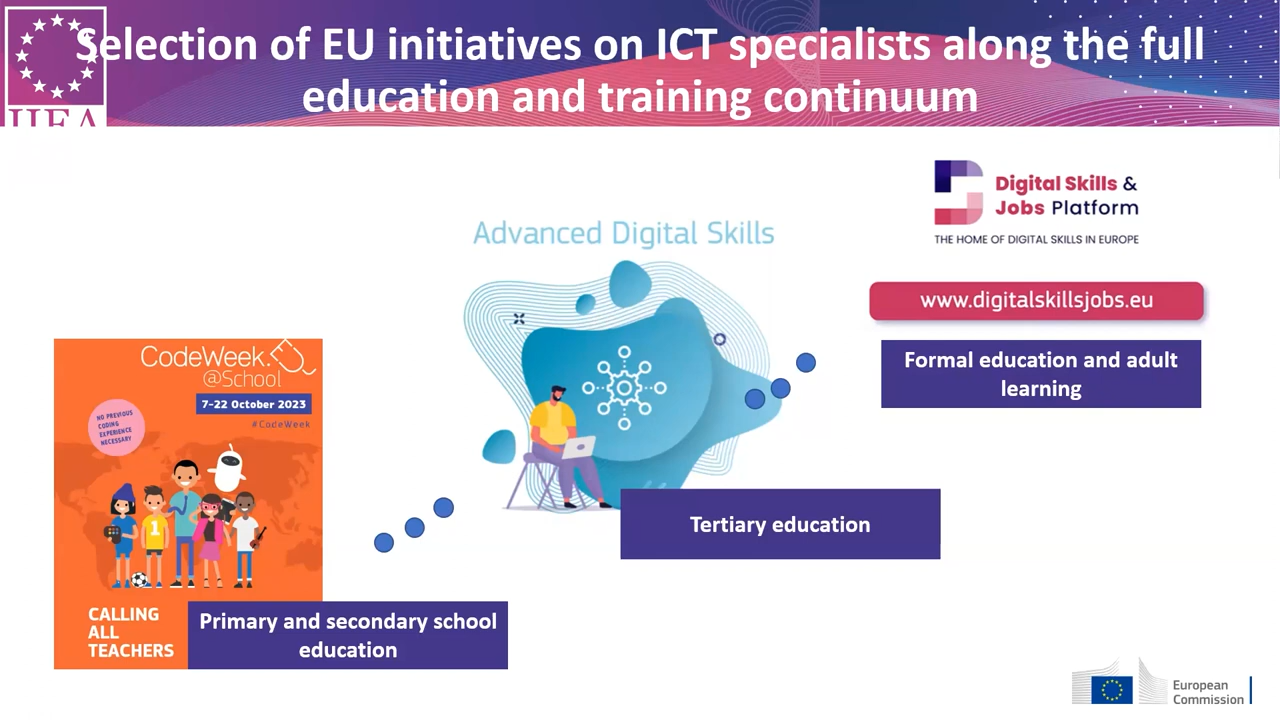 Selection of EU initiatives on ICT specialists along the full
education and training continuum
IIEA
Digital Skills &
Jobs Platform
THE HOME OF DIGITAL SKILLS IN EUROPE
www.digitalskillsjobs.eu
Formal education and adult
learning
Advanced Digital Skills
Tertiary education
CodeWeek.EU
@School
7-22 October 2023
#CodeWeek
NO PREVIOUS
CODING
EXPERIENCE
NECESSARY
1
CALLING
ALL
TEACHERS
Primary and secondary school
education
European
Commission